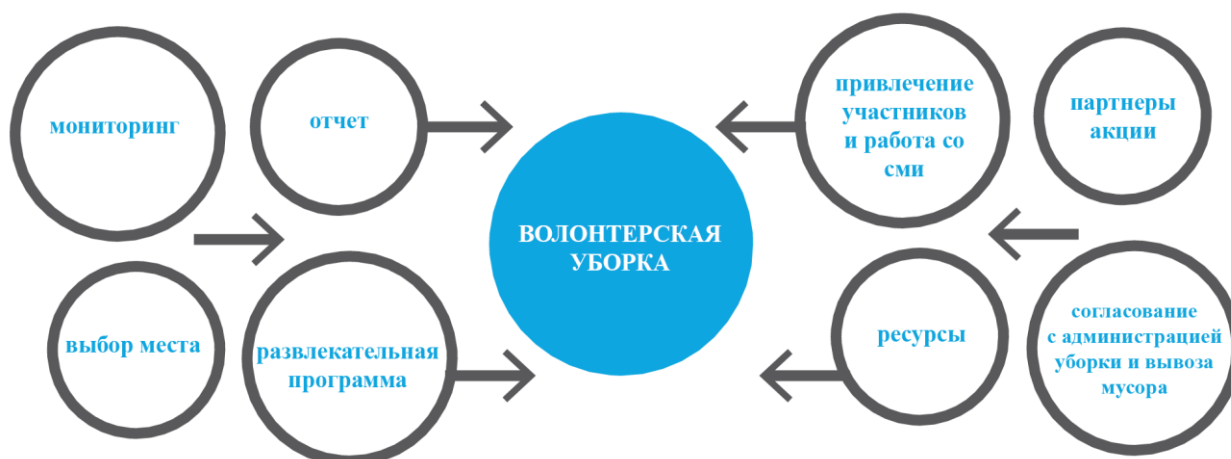 мониторинг
отчет
привлечение
участников
и работа со
сми
партнеры
акции
ВОЛОНТЕРСКАЯ
УБОРКА
выбор места
развлекательная
программа
ресурсы
согласование
с администрацией
уборки и вывоза
мусора